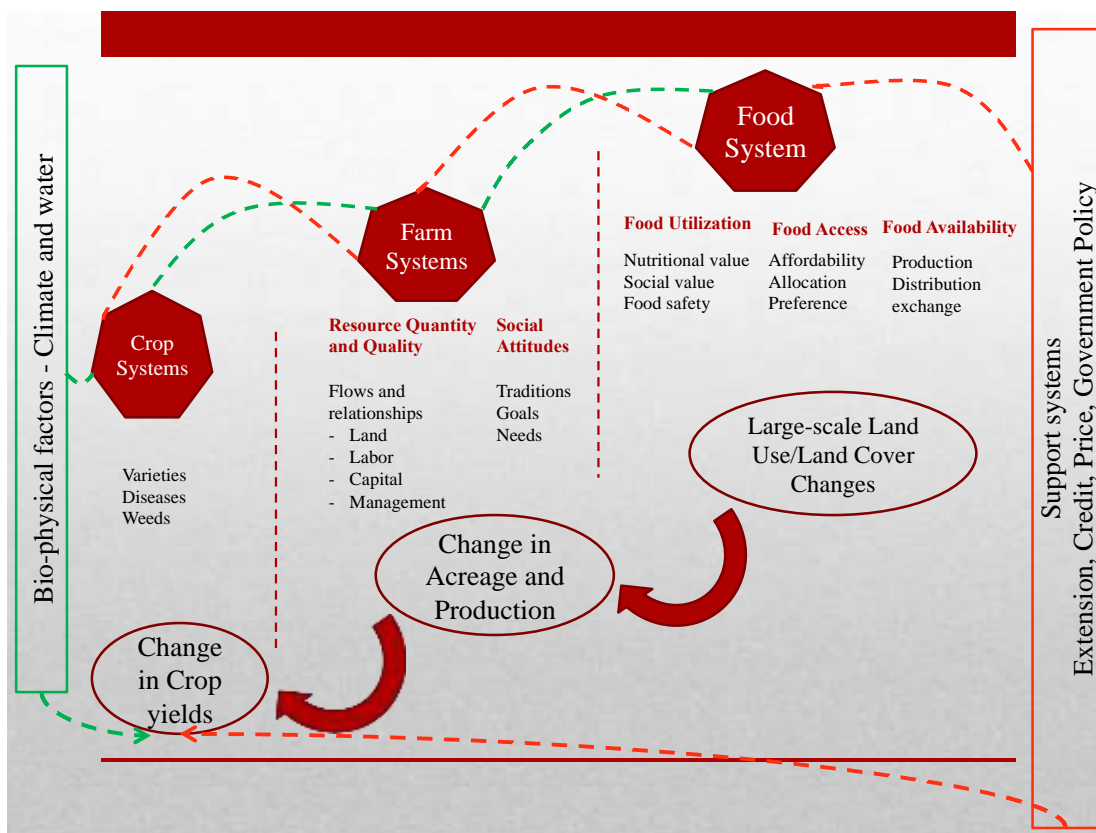 Bio-physical factors - Climate and water
Crop
Systems
Varieties
Diseases
Weeds
Change
in Crop
yields
Farm
Systems
Resource Quantity
and Quality
Flows and
relationships
- Land
- Labor
- Capital
- Management
Social
Attitudes
Traditions
Goals
Needs
Change in
Acreage and
Production
Food
System
Food Utilization
Nutritional value
Social value
Food safety
Food Access
Affordability
Allocation
Preference
Food Availability
Production
Distribution
exchange
Large-scale Land
Use/Land Cover
Changes
Support systems
Extension, Credit, Price, Government Policy